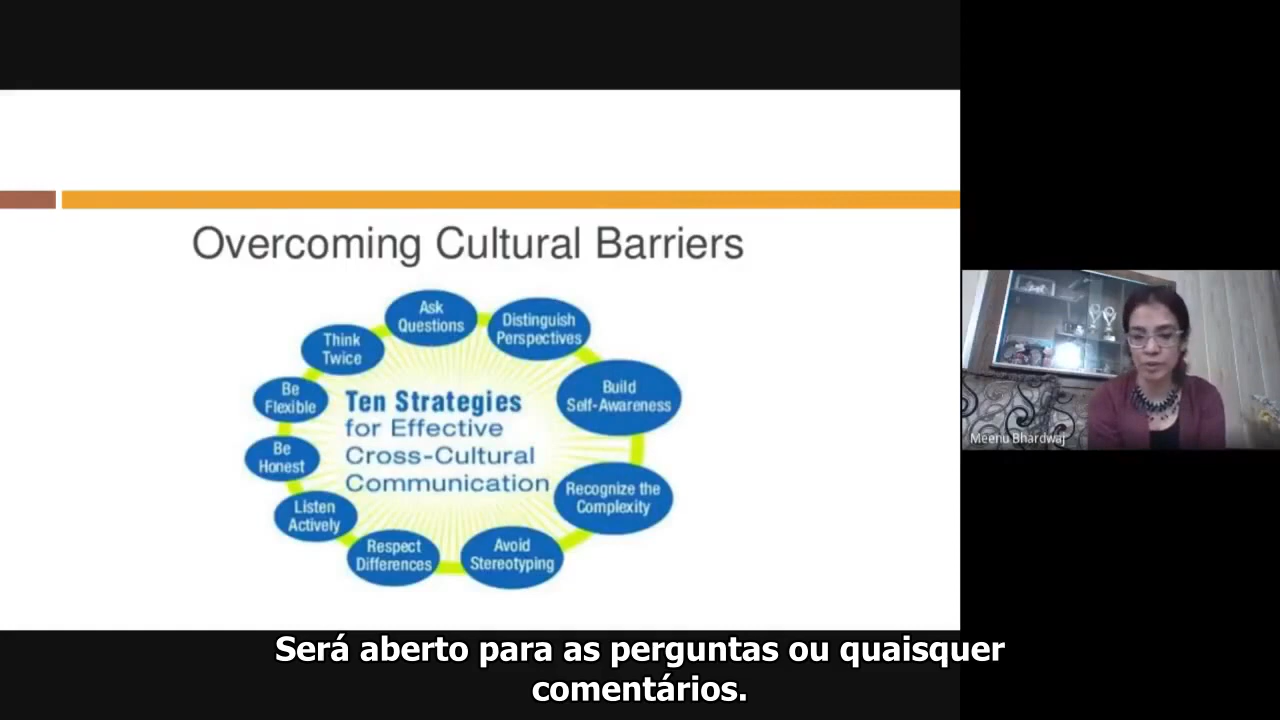 Overcoming Cultural Barriers
Ask
Questions
Distinguish
Perspectives
Think
Twice
Build
Self-Awareness
Be
Flexible
Ten Strategies
for Effective
Cross-Cultural
Communication
Be
Honest
Recognize the
Complexity
Listen
Actively
Respect
Differences
Avoid
Stereotyping
Meenu Bhardwaj
Será aberto para as perguntas ou quaisquer
comentários.